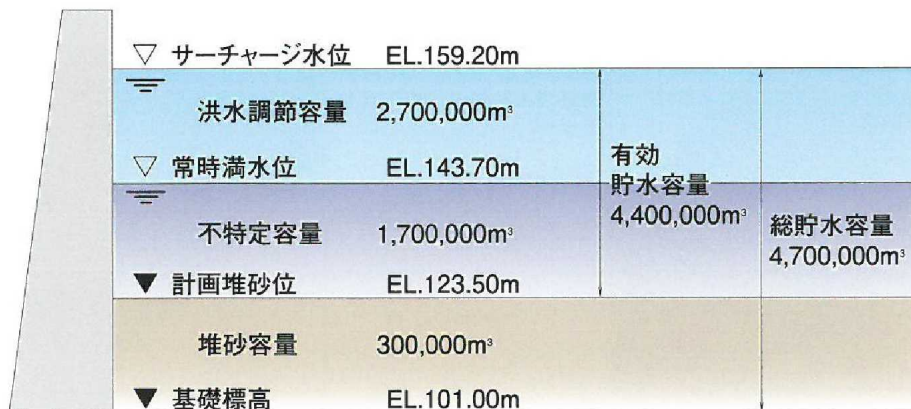 ▽ サーチャージ水位 EL.159.20m
洪水調節容量 2,700,000m³
▽ 常時満水位 EL.143.70m
不特定容量 1,700,000m³
▼ 計画堆砂位 EL.123.50m
堆砂容量 300,000m³
▼ 基礎標高 EL.101.00m
有効
貯水容量
4,400,000m³
総貯水容量
4,700,000m³